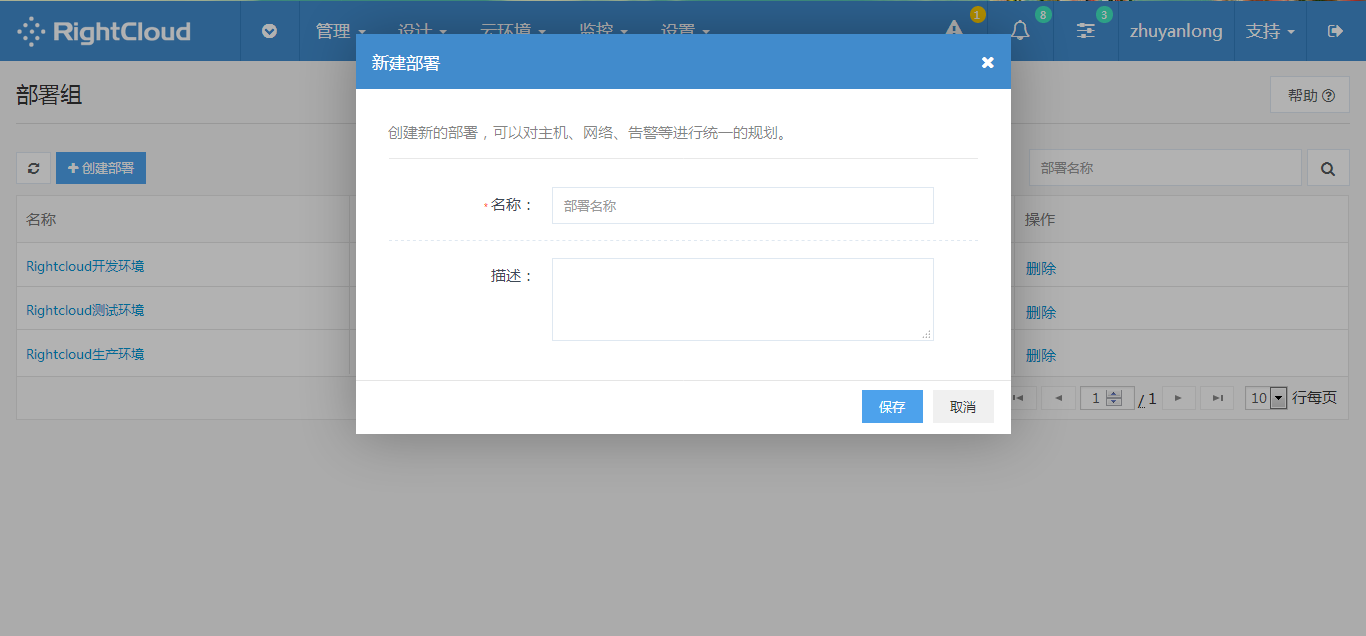 RightCloud 管理 设计 云环境 监控 设置 1 8 3 zhuyanlong 支持
新建部署
部署组
帮助
创建新的部署，可以对主机、网络、告警等进行统一的规划。
创建部署
部署名称
*名称：
部署名称
名称
操作
Rightcloud开发环境
删除
描述：
Rightcloud测试环境
删除
Rightcloud生产环境
删除
1 / 1 10 行每页
保存 取消